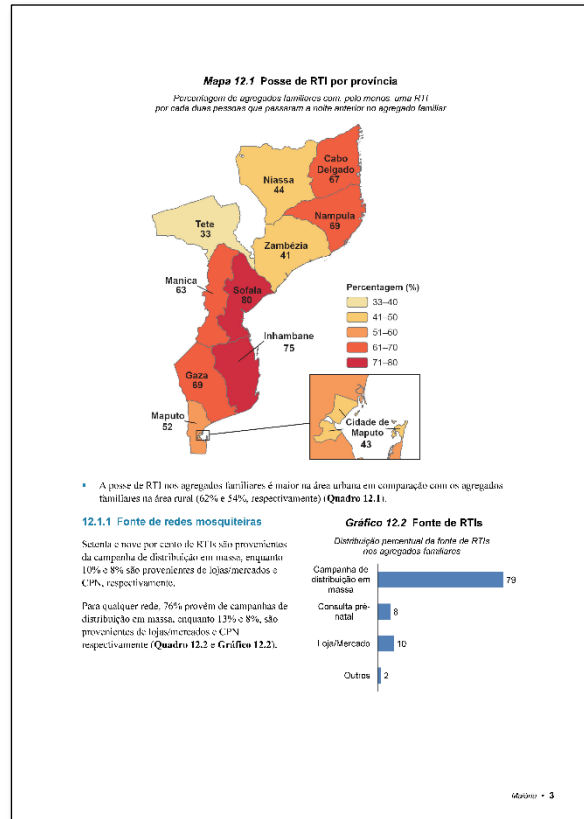 Mapa 12.1 Posse de RTI por província
Percentagem de agregados familiares com, pelo menos, uma RTI
por cada duas pessoas que passaram a noite anterior no agregado familiar
Cabo
Delgado
67
Niassa
44
Nampula
69
Tete
33
Zambézia
41
Manica
63
Sofala
80
Percentagem (%)
33–40
41–50
51–60
61–70
71–80
Inhambane
75
Gaza
69
Maputo
52
Cidade de
Maputo
43
▪ A posse de RTI nos agregados familiares é maior na área urbana em comparação com os agregados
familiares na área rural (62% e 54%, respectivamente) (Quadro 12.1).
12.1.1 Fonte de redes mosquiteiras
Setenta e nove por cento de RTIs são provenientes
da campanha de distribuição em massa, enquanto
10% e 8% são provenientes de lojas/mercados e
CPN, respectivamente.
Para qualquer rede, 76% provêm de campanhas de
distribuição em massa, enquanto 13% e 8%, são
provenientes de lojas/mercados e CPN
respectivamente (Quadro 12.2 e Gráfico 12.2).
Gráfico 12.2 Fonte de RTIs
Distribuição percentual da fonte de RTIs
nos agregados familiares
Campanha de
distribuição em
massa
79
Consulta pré-
natal
8
Loja/Mercado
10
Outros
2
Malária • 3